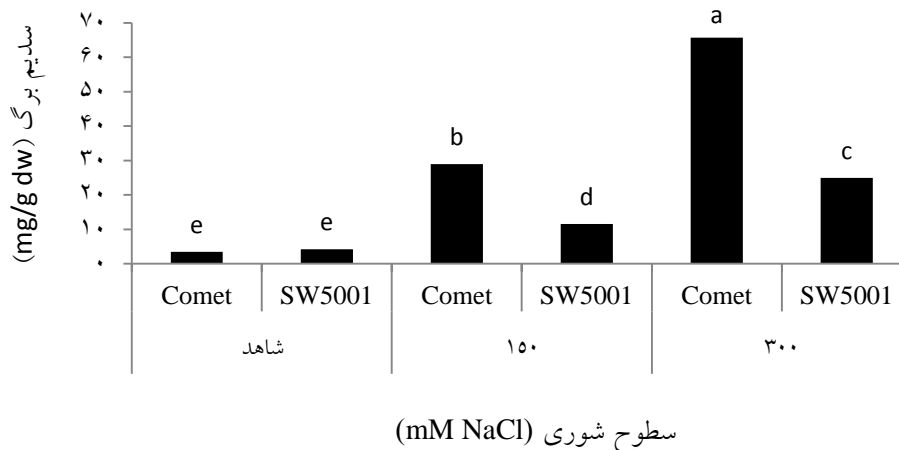 سدیم برگ (mg/g dw)
۷۰
۶۰
۵۰
۴۰
۳۰
۲۰
۱۰
۰
e
e
b
d
a
c
Comet
SW5001
Comet
SW5001
Comet
SW5001
شاهد
۱۵۰
۳۰۰
سطوح شوری (mM NaCl)